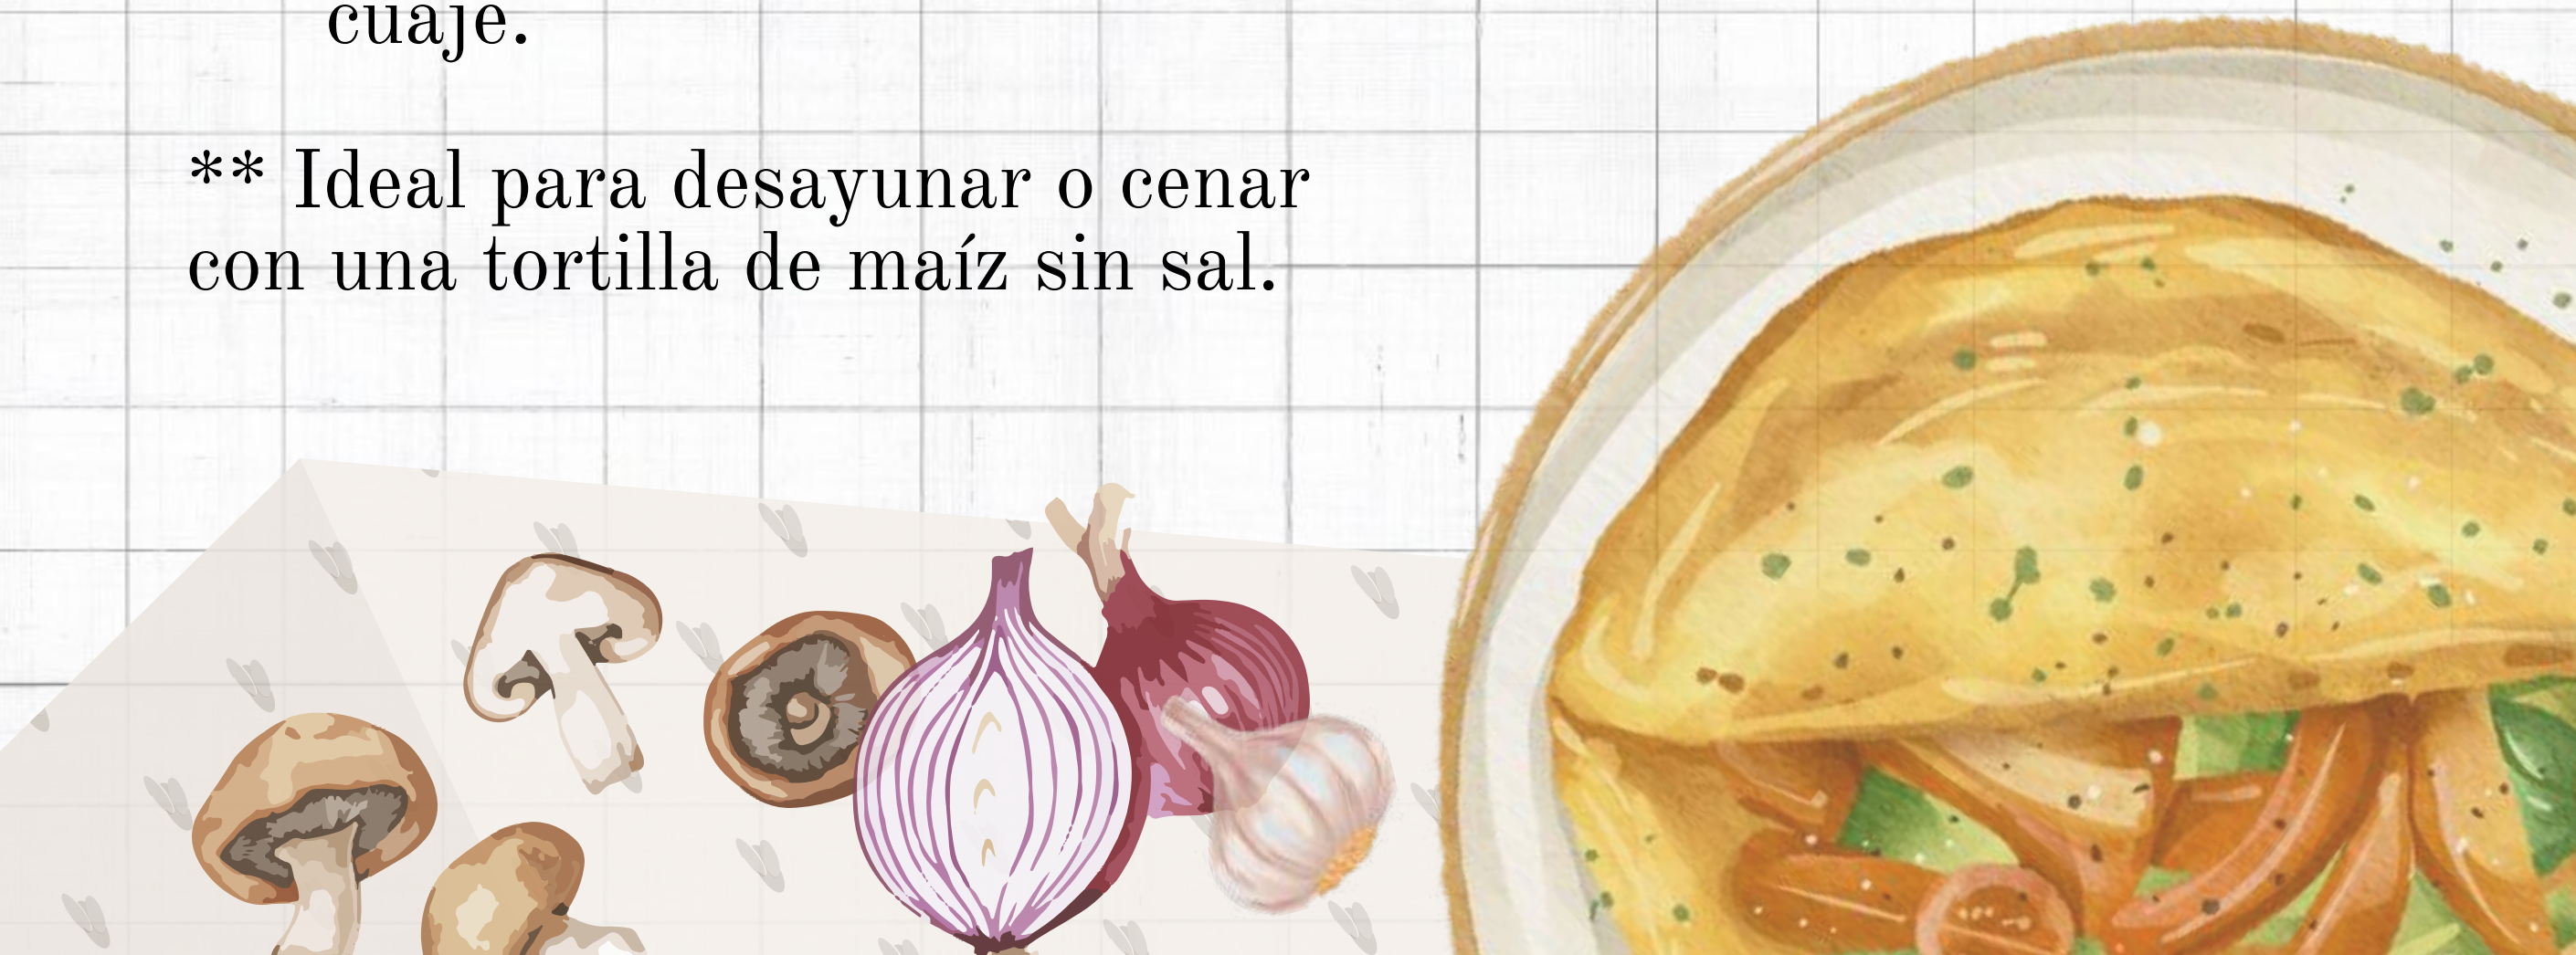 cuaje.
** Ideal para desayunar o cenar
con una tortilla de maíz sin sal.